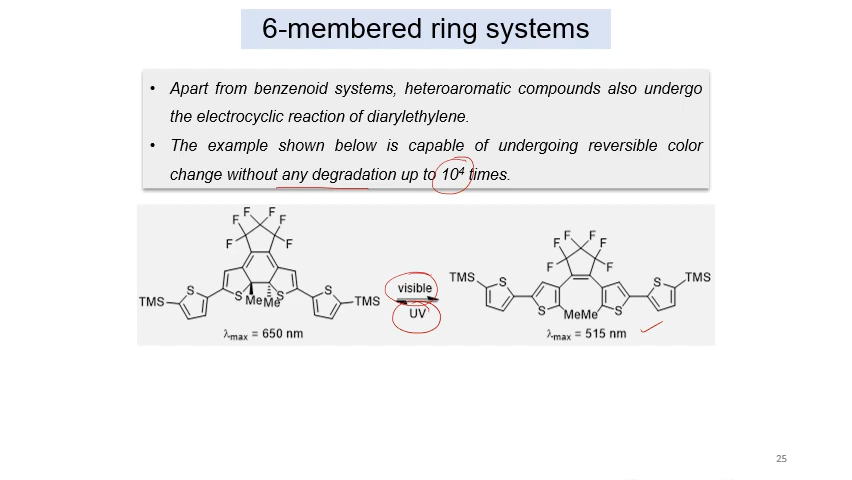 6-membered ring systems
• Apart from benzenoid systems, heteroaromatic compounds also undergo
the electrocyclic reaction of diarylethylene.
• The example shown below is capable of undergoing reversible color
change without any degradation up to 10⁴ times.
F F F F F F
S S S S
TMS Me Me TMS
λmax = 650 nm
visible
UV
F F F F F F
TMS S S S S TMS
MeMe
λmax = 515 nm
25